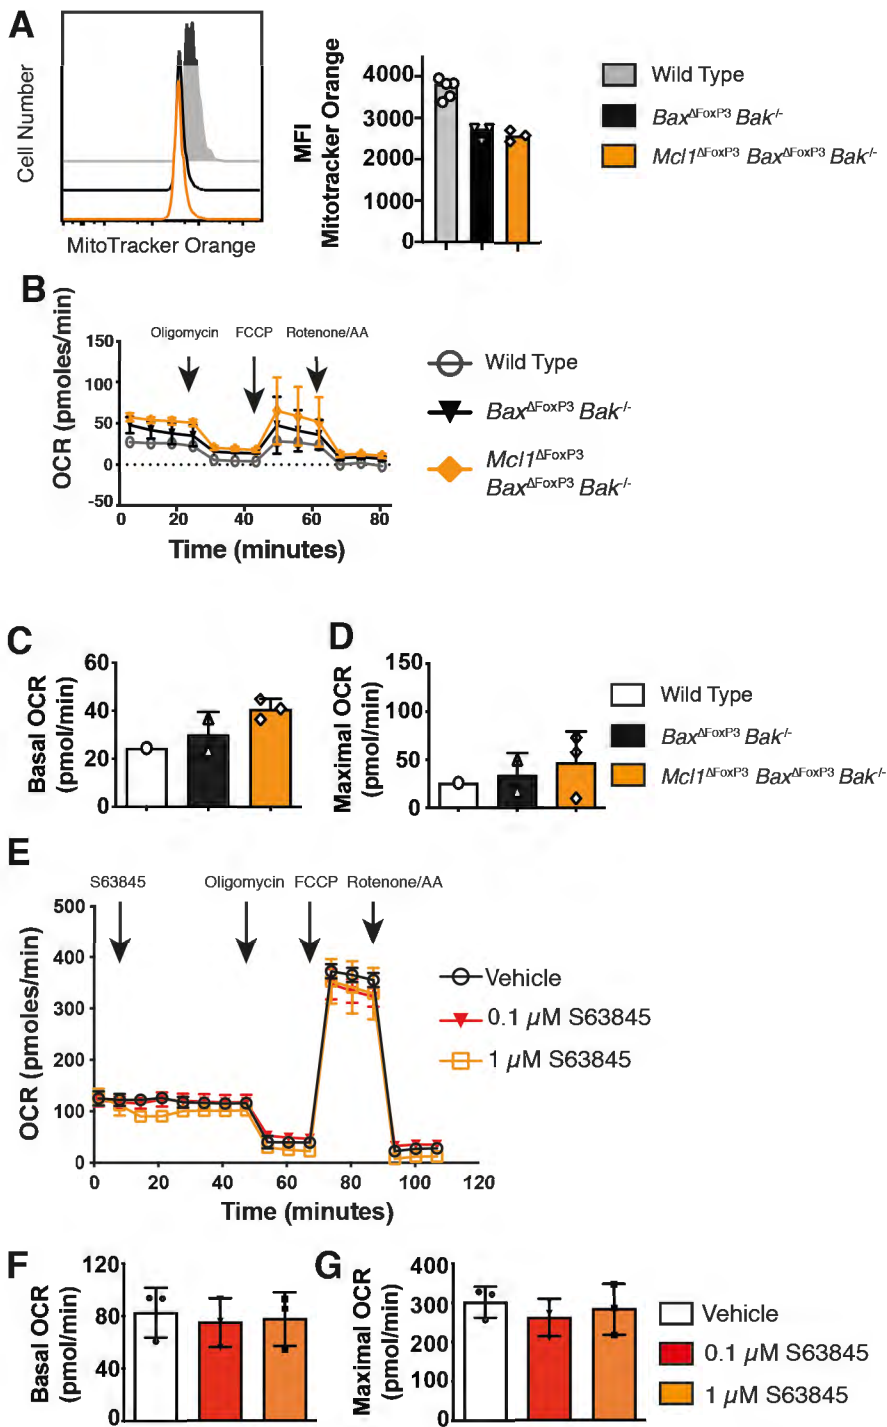 A
Cell Number
MitoTracker Orange
MFI
Mitotracker Orange
4000
3000
2000
1000
0
Wild Type
Bax^ΔFoxP3 Bak^-/-
Mcl1^ΔFoxP3 Bax^ΔFoxP3 Bak^-/-
B
OCR (pmoles/min)
150
100
50
0
-50
Oligomycin FCCP Rotenone/AA
0 20 40 60 80
Time (minutes)
Wild Type
Bax^ΔFoxP3 Bak^-/-
Mcl1^ΔFoxP3
Bax^ΔFoxP3 Bak^-/-
C
Basal OCR
(pmol/min)
60
40
20
0
D
Maximal OCR
(pmol/min)
150
100
50
0
Wild Type
Bax^ΔFoxP3 Bak^-/-
Mcl1^ΔFoxP3 Bax^ΔFoxP3 Bak^-/-
E
S63845 Oligomycin FCCP Rotenone/AA
OCR (pmoles/min)
500
400
300
200
100
0
0 20 40 60 80 100 120
Time (minutes)
Vehicle
0.1 µM S63845
1 µM S63845
F
Basal OCR
(pmol/min)
120
80
40
0
G
Maximal OCR
(pmol/min)
400
300
200
100
0
Vehicle
0.1 µM S63845
1 µM S63845